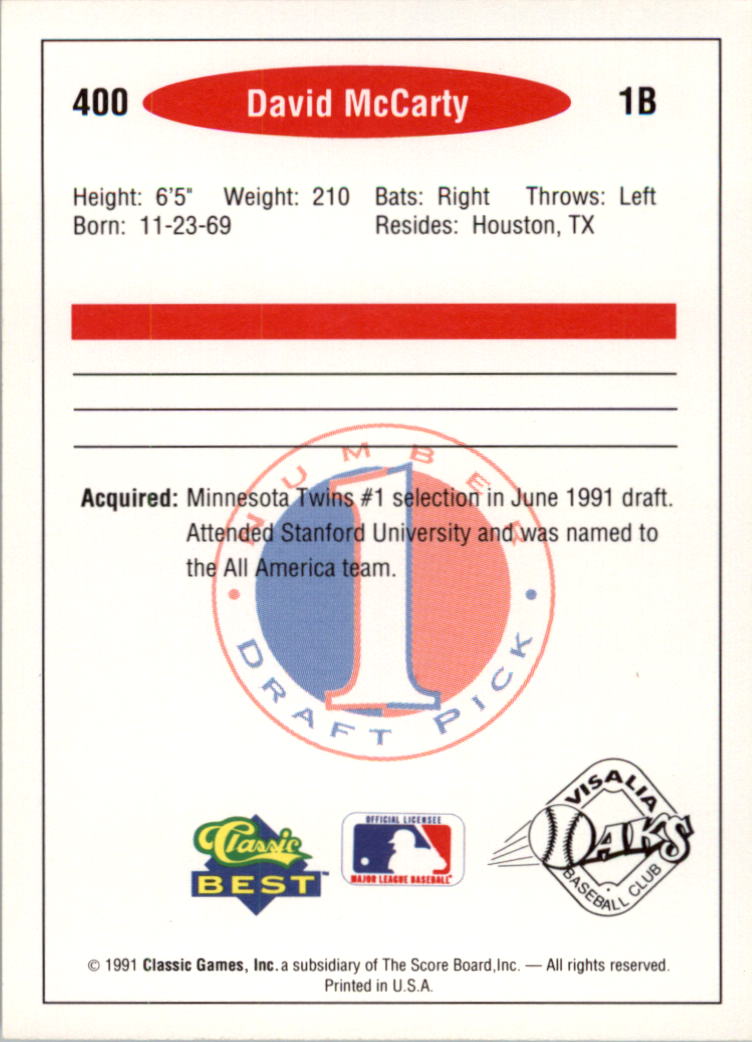 400 David McCarty 1B
Height: 6'5" Weight: 210 Bats: Right Throws: Left
Born: 11-23-69 Resides: Houston, TX
NUMBER
1
Acquired: Minnesota Twins #1 selection in June 1991 draft.
Attended Stanford University and was named to
the All America team.
DRAFT PICK
Classic
BEST™
OFFICIAL LICENSEE
MAJOR LEAGUE BASEBALL
VISALIA
OAKS
BASEBALL CLUB
© 1991 Classic Games, Inc. a subsidiary of The Score Board, Inc. — All rights reserved.
Printed in U.S.A.